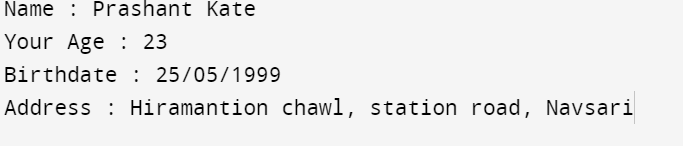 Name : Prashant Kate
Your Age : 23
Birthdate : 25/05/1999
Address : Hiramantion chawl, station road, Navsari